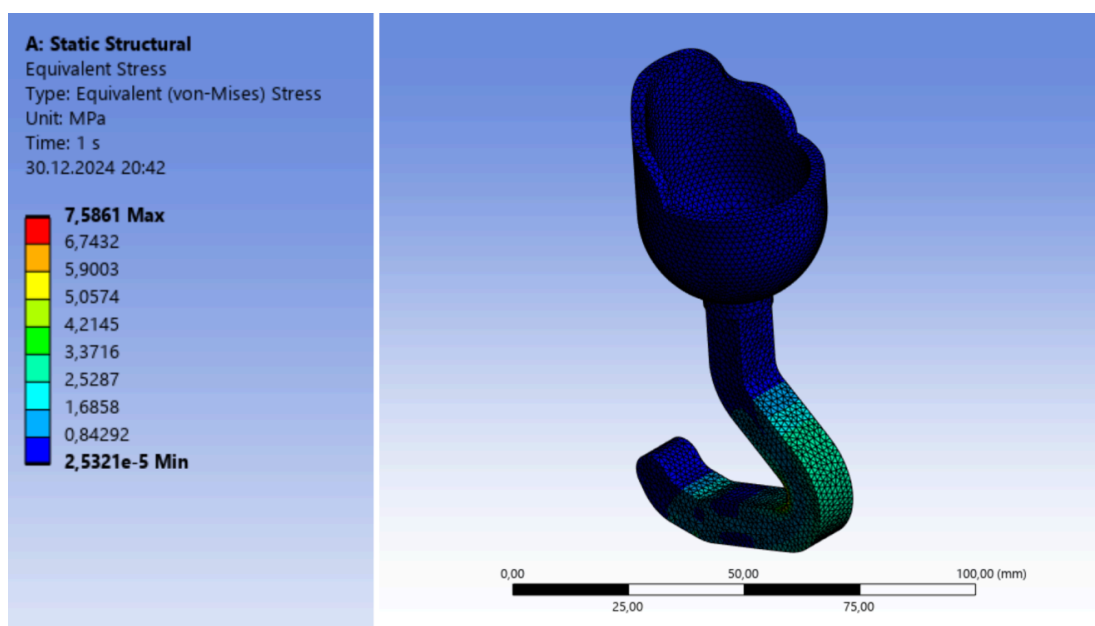 A: Static Structural
Equivalent Stress
Type: Equivalent (von-Mises) Stress
Unit: MPa
Time: 1 s
30.12.2024 20:42
7,5861 Max
6,7432
5,9003
5,0574
4,2145
3,3716
2,5287
1,6858
0,84292
2,5321e-5 Min
0,00 50,00 100,00 (mm)
25,00 75,00